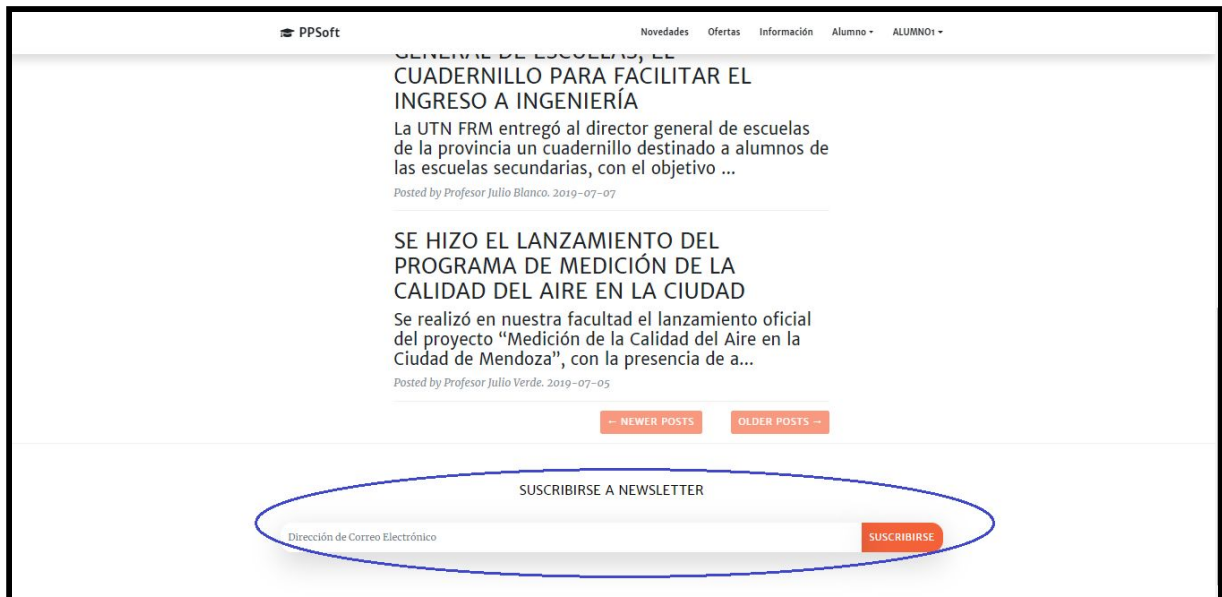 PPSoft
Novedades Ofertas Información Alumno ALUMNO1
GENERAL DE ESCUELAS, EL
CUADERNILLO PARA FACILITAR EL
INGRESO A INGENIERÍA
La UTN FRM entregó al director general de escuelas
de la provincia un cuadernillo destinado a alumnos de
las escuelas secundarias, con el objetivo ...
Posted by Profesor Julio Blanco. 2019-07-07
SE HIZO EL LANZAMIENTO DEL
PROGRAMA DE MEDICIÓN DE LA
CALIDAD DEL AIRE EN LA CIUDAD
Se realizó en nuestra facultad el lanzamiento oficial
del proyecto “Medición de la Calidad del Aire en la
Ciudad de Mendoza”, con la presencia de a...
Posted by Profesor Julio Verde. 2019-07-05
← NEWER POSTS OLDER POSTS →
SUSCRIBIRSE A NEWSLETTER
Dirección de Correo Electrónico SUSCRIBIRSE